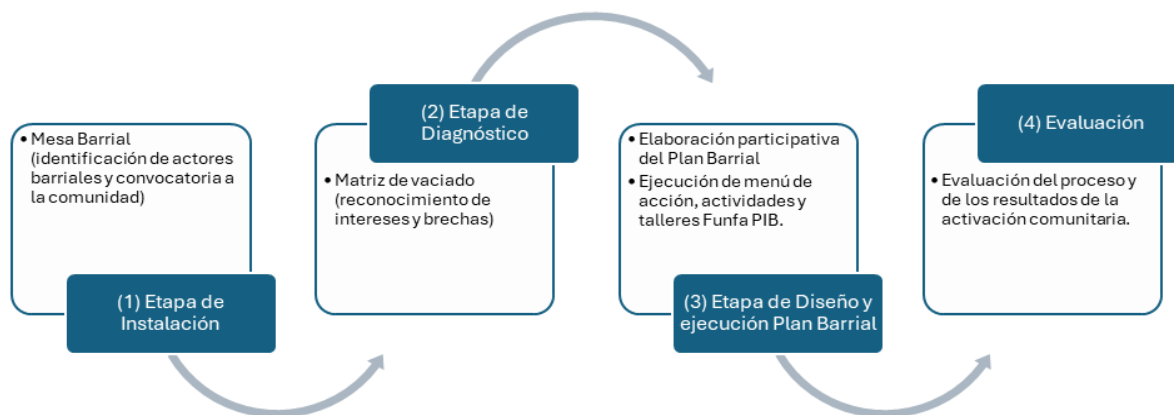 • Mesa Barrial
(identificación de actores
barriales y convocatoria a
la comunidad)
(1) Etapa de
Instalación
(2) Etapa de
Diagnóstico
• Matriz de vaciado
(reconocimiento de
intereses y brechas)
• Elaboración participativa
del Plan Barrial
• Ejecución de menú de
acción, actividades y
talleres Funfa PIB.
(3) Etapa de Diseño y
ejecución Plan Barrial
(4) Evaluación
• Evaluación del proceso y
de los resultados de la
activación comunitaria.